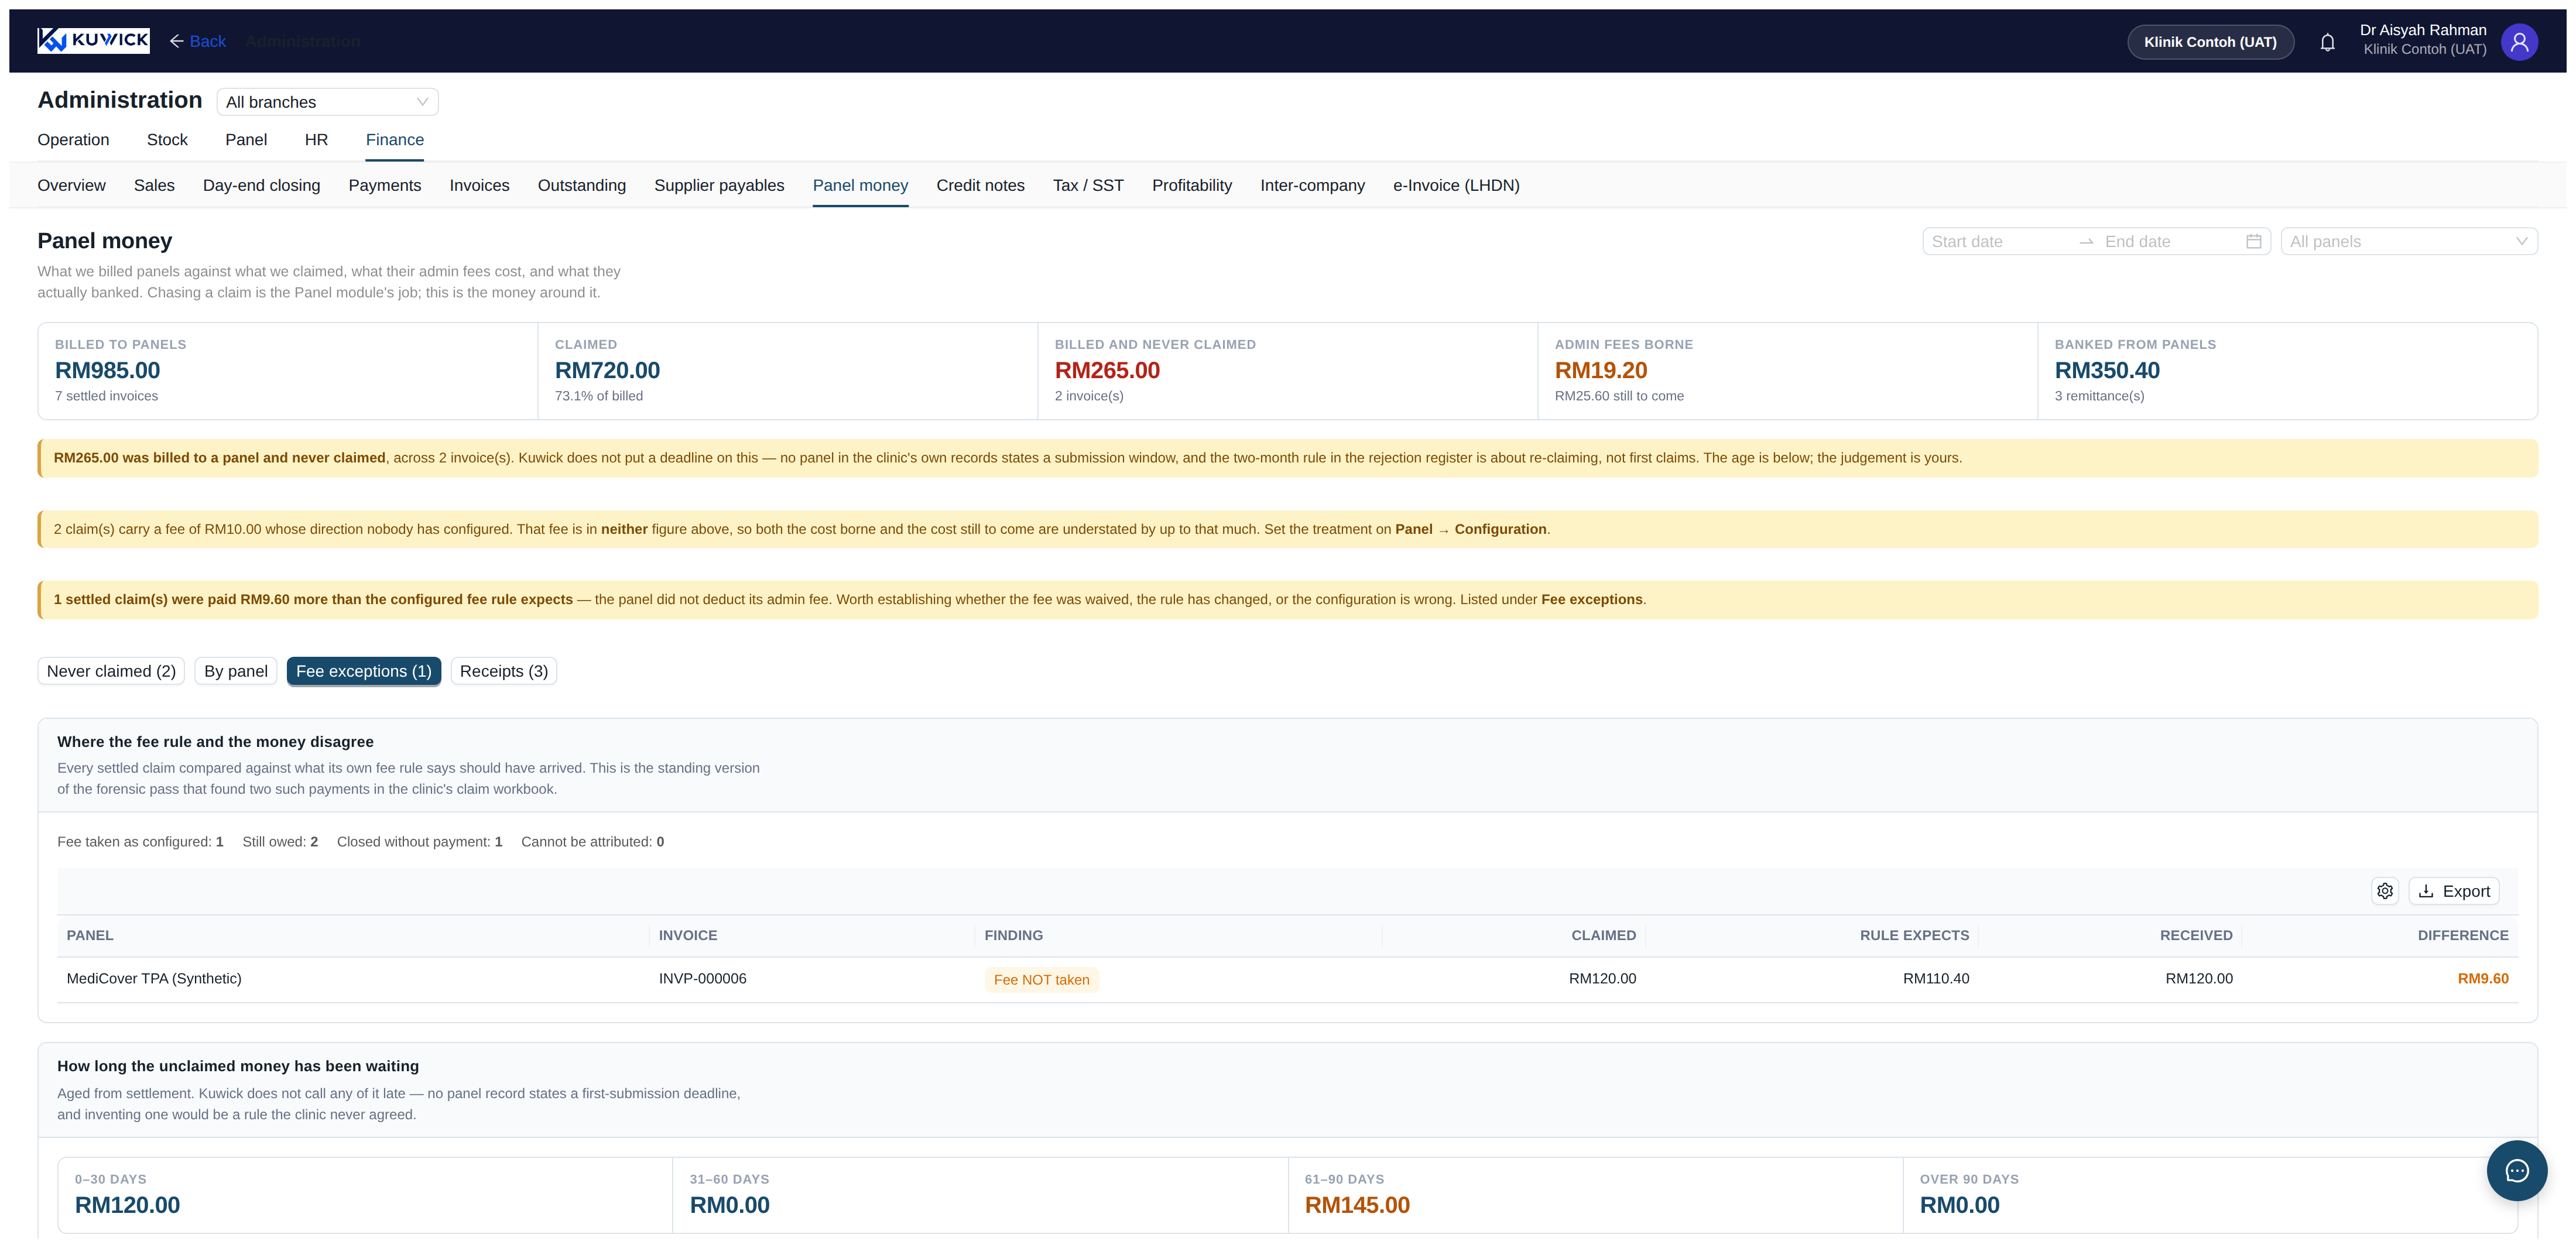 KUWICK
Back
Administration
Klinik Contoh (UAT)
Dr Aisyah Rahman
Klinik Contoh (UAT)
Administration
All branches
Operation Stock Panel HR Finance
Overview Sales Day-end closing Payments Invoices Outstanding Supplier payables Panel money Credit notes Tax / SST Profitability Inter-company e-Invoice (LHDN)
Panel money
Start date → End date
All panels
What we billed panels against what we claimed, what their admin fees cost, and what they
actually banked. Chasing a claim is the Panel module's job; this is the money around it.
BILLED TO PANELS
RM985.00
7 settled invoices
CLAIMED
RM720.00
73.1% of billed
BILLED AND NEVER CLAIMED
RM265.00
2 invoice(s)
ADMIN FEES BORNE
RM19.20
RM25.60 still to come
BANKED FROM PANELS
RM350.40
3 remittance(s)
RM265.00 was billed to a panel and never claimed, across 2 invoice(s). Kuwick does not put a deadline on this — no panel in the clinic's own records states a submission window, and the two-month rule in the rejection register is about re-claiming, not first claims. The age is below; the judgement is yours.
2 claim(s) carry a fee of RM10.00 whose direction nobody has configured. That fee is in neither figure above, so both the cost borne and the cost still to come are understated by up to that much. Set the treatment on Panel → Configuration.
1 settled claim(s) were paid RM9.60 more than the configured fee rule expects — the panel did not deduct its admin fee. Worth establishing whether the fee was waived, the rule has changed, or the configuration is wrong. Listed under Fee exceptions.
Never claimed (2) By panel Fee exceptions (1) Receipts (3)
Where the fee rule and the money disagree
Every settled claim compared against what its own fee rule says should have arrived. This is the standing version
of the forensic pass that found two such payments in the clinic's claim workbook.
Fee taken as configured: 1 Still owed: 2 Closed without payment: 1 Cannot be attributed: 0
Export
PANEL INVOICE FINDING CLAIMED RULE EXPECTS RECEIVED DIFFERENCE
MediCover TPA (Synthetic) INVP-000006 Fee NOT taken RM120.00 RM110.40 RM120.00 RM9.60
How long the unclaimed money has been waiting
Aged from settlement. Kuwick does not call any of it late — no panel record states a first-submission deadline,
and inventing one would be a rule the clinic never agreed.
0–30 DAYS
RM120.00
31–60 DAYS
RM0.00
61–90 DAYS
RM145.00
OVER 90 DAYS
RM0.00